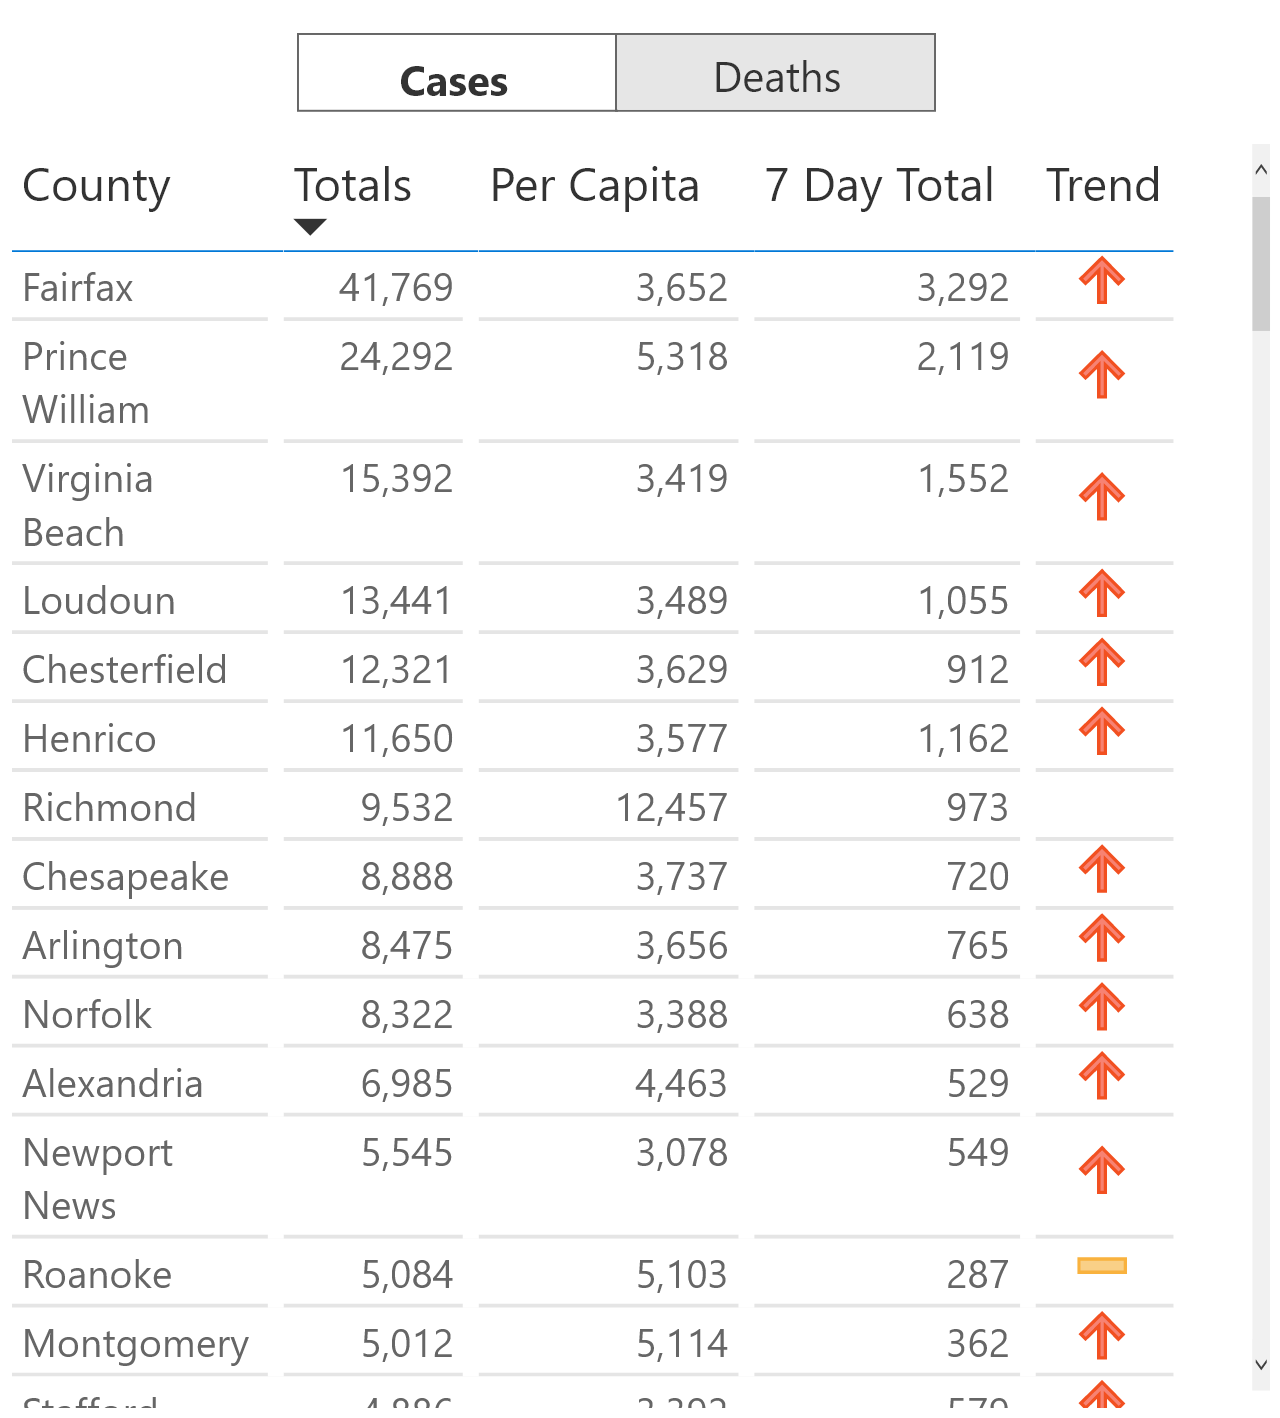 Cases Deaths
County Totals Per Capita 7 Day Total Trend
Fairfax 41,769 3,652 3,292
Prince 24,292 5,318 2,119
William
Virginia 15,392 3,419 1,552
Beach
Loudoun 13,441 3,489 1,055
Chesterfield 12,321 3,629 912
Henrico 11,650 3,577 1,162
Richmond 9,532 12,457 973
Chesapeake 8,888 3,737 720
Arlington 8,475 3,656 765
Norfolk 8,322 3,388 638
Alexandria 6,985 4,463 529
Newport 5,545 3,078 549
News
Roanoke 5,084 5,103 287
Montgomery 5,012 5,114 362
Stafford